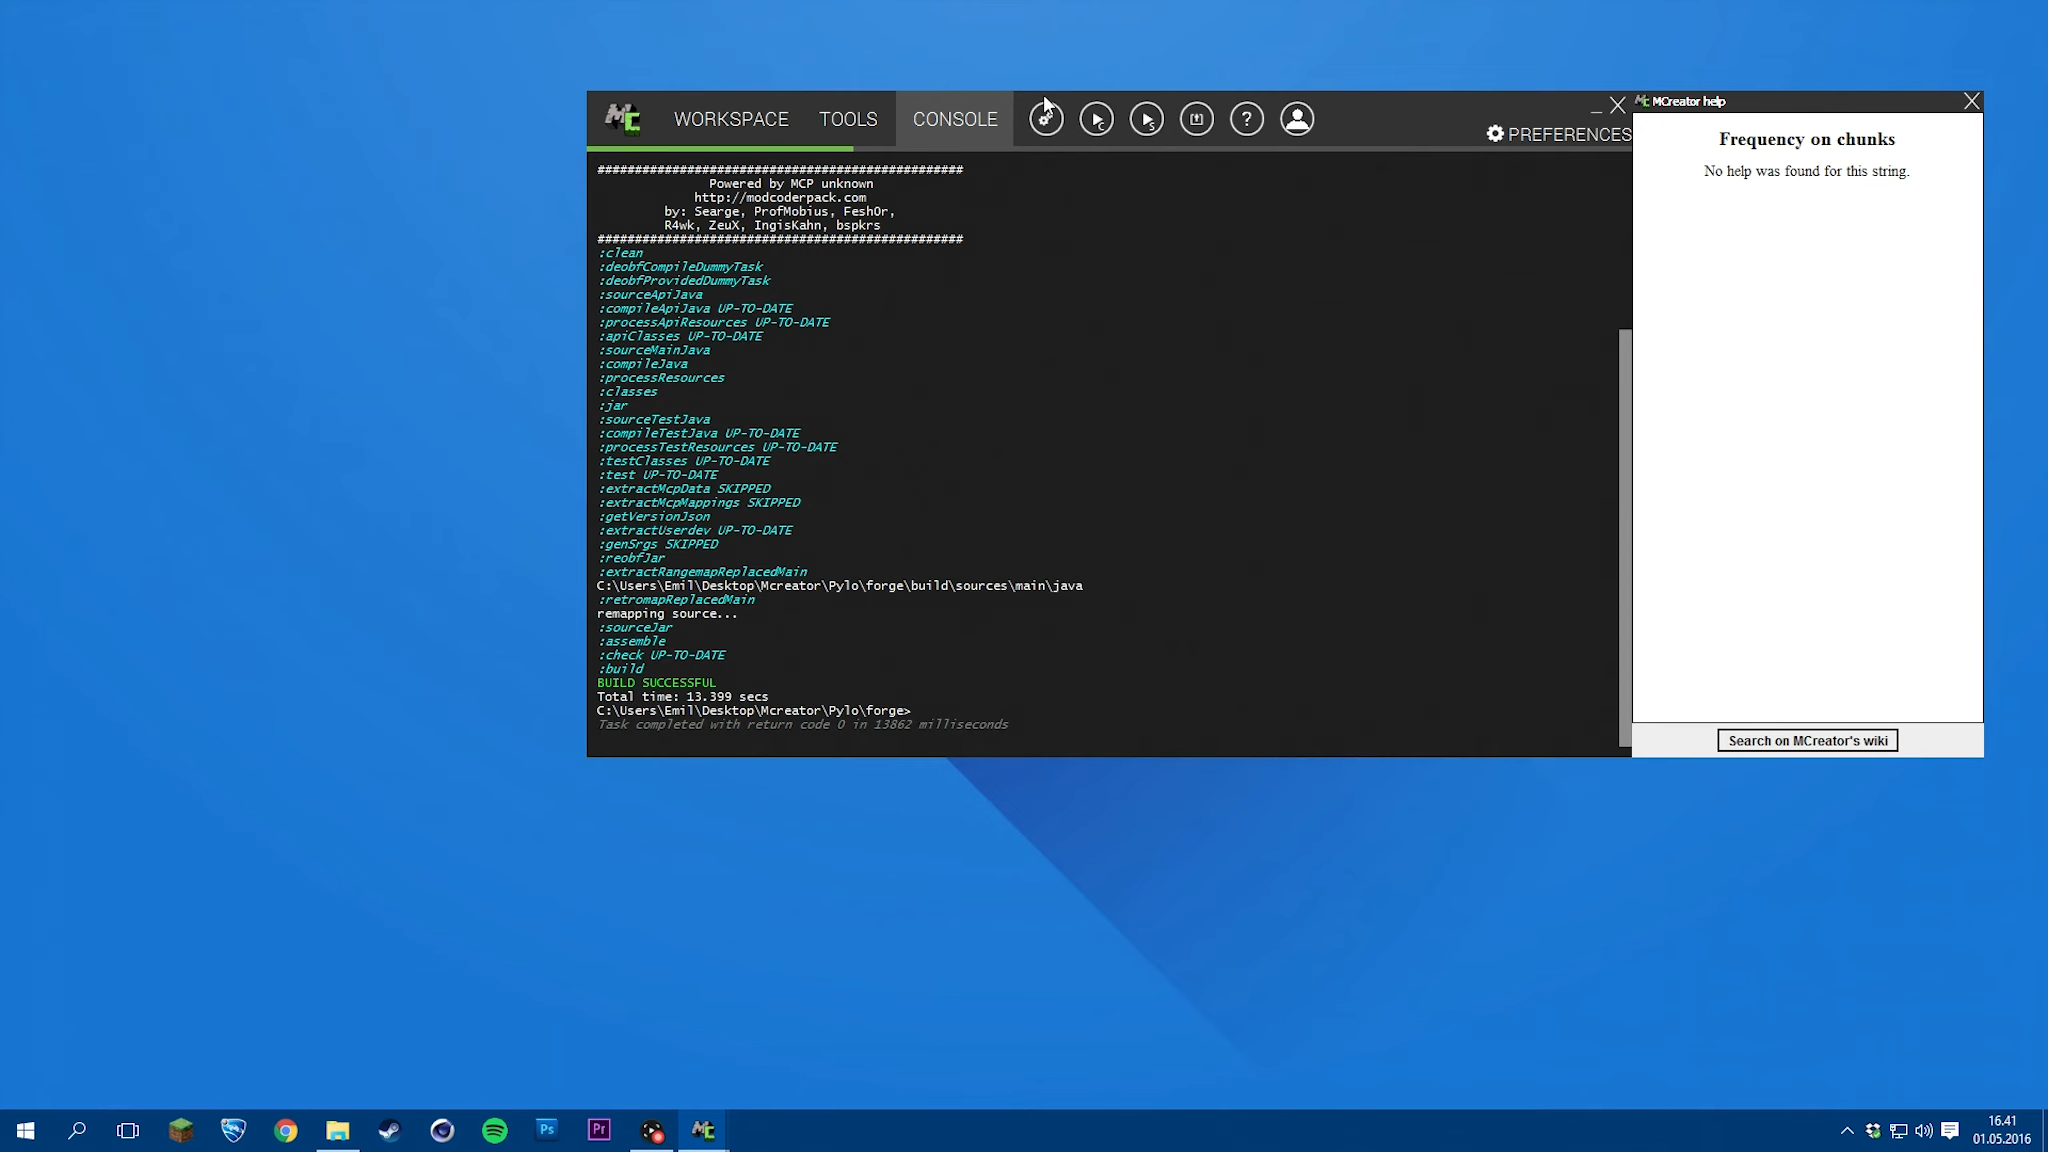 WORKSPACE
TOOLS
CONSOLE
PREFERENCES
##################################################
Powered by MCP unknown
http://modcoderpack.com
by: Searge, ProfMobius, FeshOr,
R4wk, ZeuX, IngisKahn, bspkrs
##################################################
:clean
:deobfCompileDummyTask
:deobfProvidedDummyTask
:sourceApiJava
:compileApiJava UP-TO-DATE
:processApiResources UP-TO-DATE
:apiClasses UP-TO-DATE
:sourceMainJava
:compileJava
:processResources
:classes
:jar
:sourceTestJava
:compileTestJava UP-TO-DATE
:processTestResources UP-TO-DATE
:testClasses UP-TO-DATE
:test UP-TO-DATE
:extractMcpData SKIPPED
:extractMcpMappings SKIPPED
:getVersionJson
:extractUserdev UP-TO-DATE
:genSrgs SKIPPED
:reobfJar
:extractRangemapReplacedMain
C:\Users\Emil\Desktop\Mcreator\Pylo\forge\build\sources\main\java
:retromapReplacedMain
remapping source...
:sourceJar
:assemble
:check UP-TO-DATE
:build
BUILD SUCCESSFUL
Total time: 13.399 secs
C:\Users\Emil\Desktop\Mcreator\Pylo\forge>
Task completed with return code 0 in 13862 milliseconds
MCreator help
Frequency on chunks
No help was found for this string.
Search on MCreator's wiki
Ps
Pr
16.41
01.05.2016